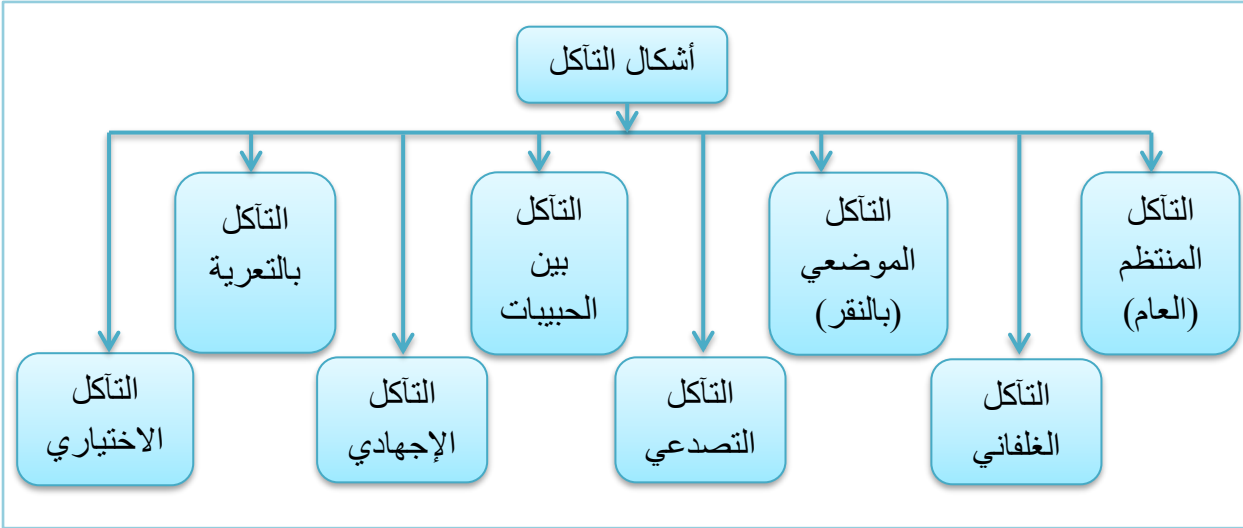 أشكال التآكل
التآكل
المنتظم
(العام)
التآكل
الموضعي
(بالنقر)
التآكل
بين
الحبيبات
التآكل
بالتعرية
التآكل
الغلفاني
التآكل
التصدعي
التآكل
الإجهادي
التآكل
الاختياري